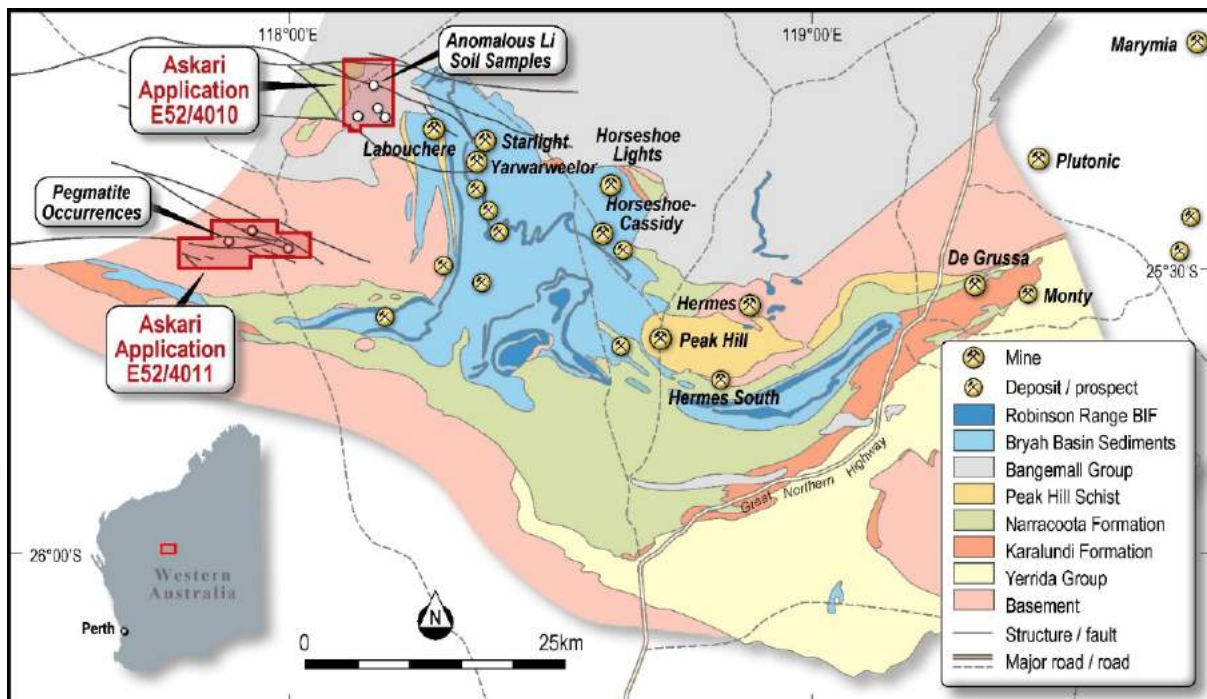 118°00'E
119°00'E
Askari
Application
E52/4010
Anomalous Li
Soil Samples
Marymia
Labouchere
Starlight
Yarwarweelor
Horseshoe
Lights
Plutonic
Pegmatite
Occurrences
Horseshoe-
Cassidy
De Grussa
25°30'S
Hermes
Monty
Askari
Application
E52/4011
Peak Hill
Hermes South
Great Northern Highway
26°00'S
Western
Australia
Perth
N
0
25km
Mine
Deposit / prospect
Robinson Range BIF
Bryah Basin Sediments
Bangemall Group
Peak Hill Schist
Narracoota Formation
Karalundi Formation
Yerrida Group
Basement
Structure / fault
Major road / road